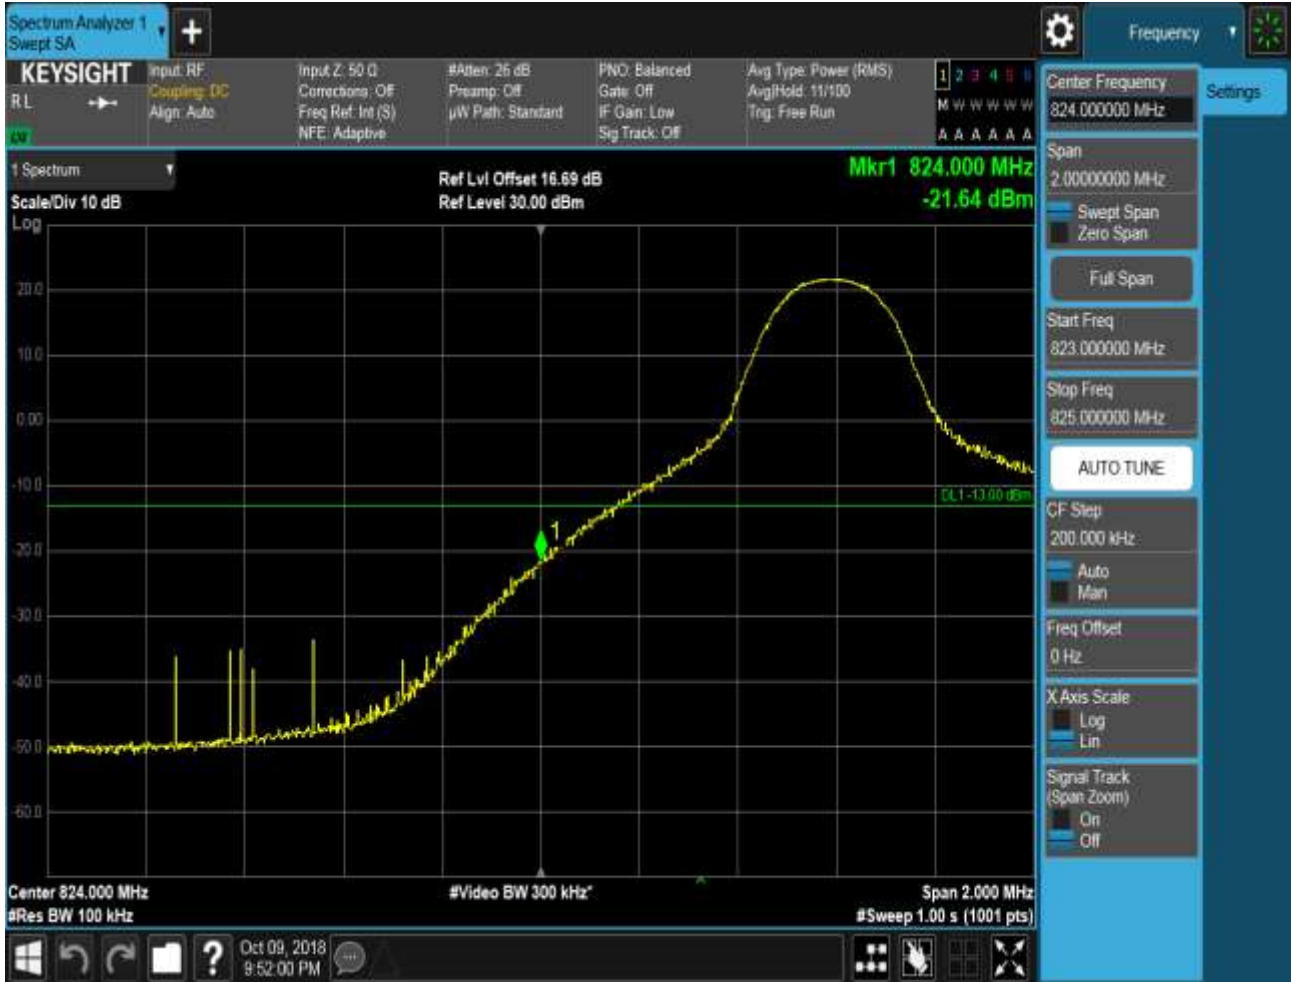 Spectrum Analyzer 1
Swept SA
Frequency
KEYSIGHT
R L
Input: RF
Coupling: DC
Align: Auto
Input Z: 50 Ω
Corrections: Off
Freq Ref: Int (S)
NFE: Adaptive
#Atten: 26 dB
Preamp: Off
µW Path: Standard
PNO: Balanced
Gate: Off
IF Gain: Low
Sig Track: Off
Avg Type: Power (RMS)
Avg|Hold: 11/100
Trig: Free Run
1 2 3 4 5 6
M W W W W W
A A A A A A
1 Spectrum
Scale/Div 10 dB
Log
Ref Lvl Offset 16.69 dB
Ref Level 30.00 dBm
Mkr1 824.000 MHz
-21.64 dBm
20.0
10.0
0.00
-10.0
-20.0
-30.0
-40.0
-50.0
-60.0
DL1 -13.00 dBm
1
Center 824.000 MHz
#Res BW 100 kHz
#Video BW 300 kHz*
Span 2.000 MHz
#Sweep 1.00 s (1001 pts)
Center Frequency
824.000000 MHz
Settings
Span
2.00000000 MHz
Swept Span
Zero Span
Full Span
Start Freq
823.000000 MHz
Stop Freq
825.000000 MHz
AUTO TUNE
CF Step
200.000 kHz
Auto
Man
Freq Offset
0 Hz
X Axis Scale
Log
Lin
Signal Track
(Span Zoom)
On
Off
?
Oct 09, 2018
9:52:00 PM